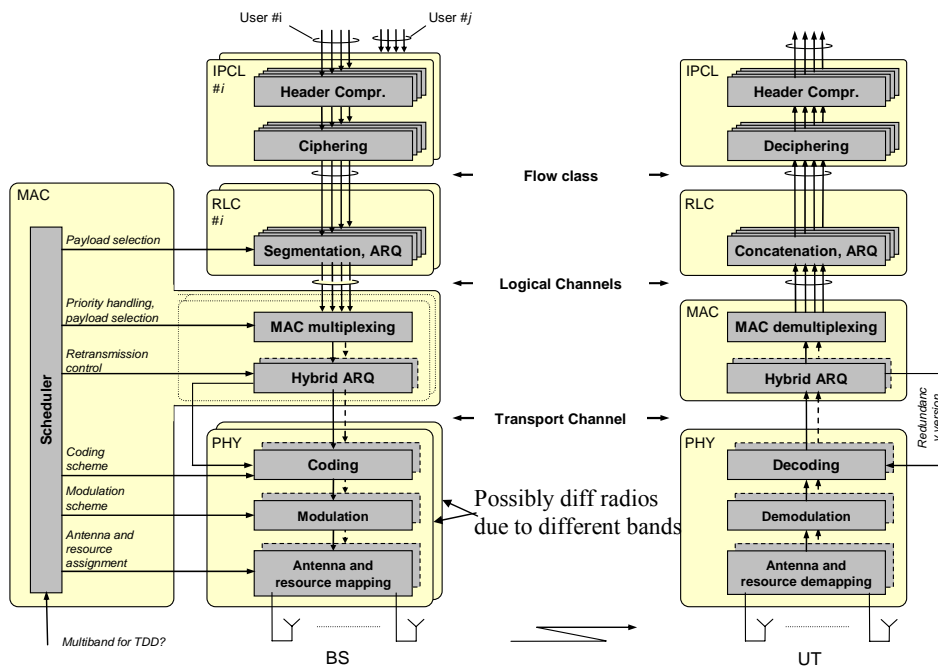 User #i
User #j
IPCL
#i
Header Compr.
Ciphering
MAC
RLC
#i
Payload selection
Segmentation, ARQ
Priority handling,
payload selection
MAC multiplexing
Retransmission
control
Hybrid ARQ
Scheduler
PHY
Coding
scheme
Coding
Modulation
scheme
Modulation
Antenna and
resource
assignment
Antenna and
resource mapping
Multiband for TDD?
BS
Flow class
Logical Channels
Transport Channel
Possibly diff radios
due to different bands
IPCL
Header Compr.
Deciphering
RLC
Concatenation, ARQ
MAC
MAC demultiplexing
Hybrid ARQ
Redundanc
y version
PHY
Decoding
Demodulation
Antenna and
resource demapping
UT